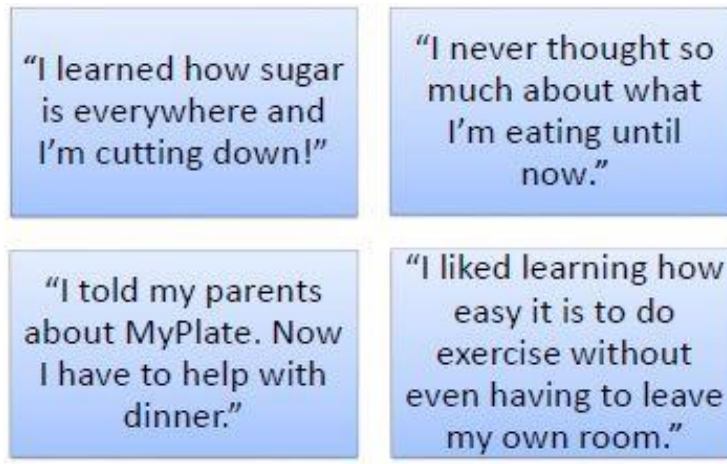 “I learned how sugar
is everywhere and
I’m cutting down!”
“I never thought so
much about what
I’m eating until
now.”
“I told my parents
about MyPlate. Now
I have to help with
dinner.”
“I liked learning how
easy it is to do
exercise without
even having to leave
my own room.”